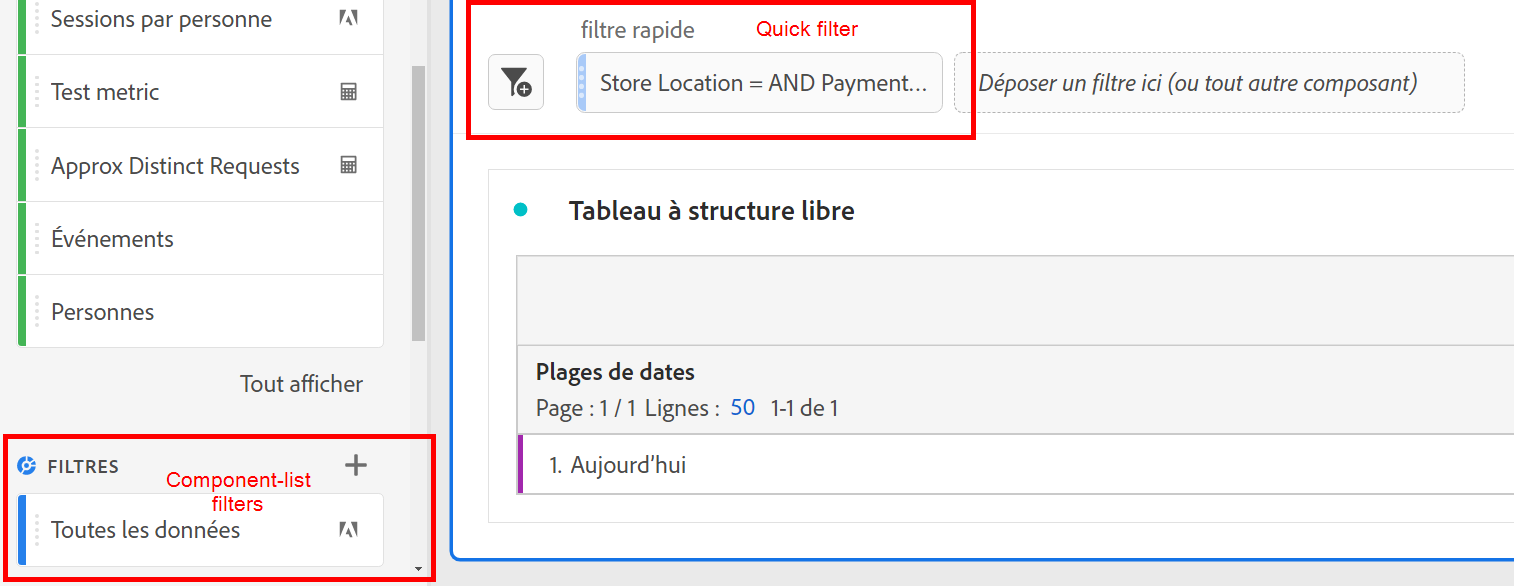 Sessions par personne
Test metric
Approx Distinct Requests
Événements
Personnes
Tout afficher
FILTRES
Component-list
filters
Toutes les données
filtre rapide
Quick filter
Store Location = AND Payment...
Déposer un filtre ici (ou tout autre composant)
Tableau à structure libre
Plages de dates
Page : 1 / 1 Lignes : 50 1-1 de 1
1. Aujourd'hui